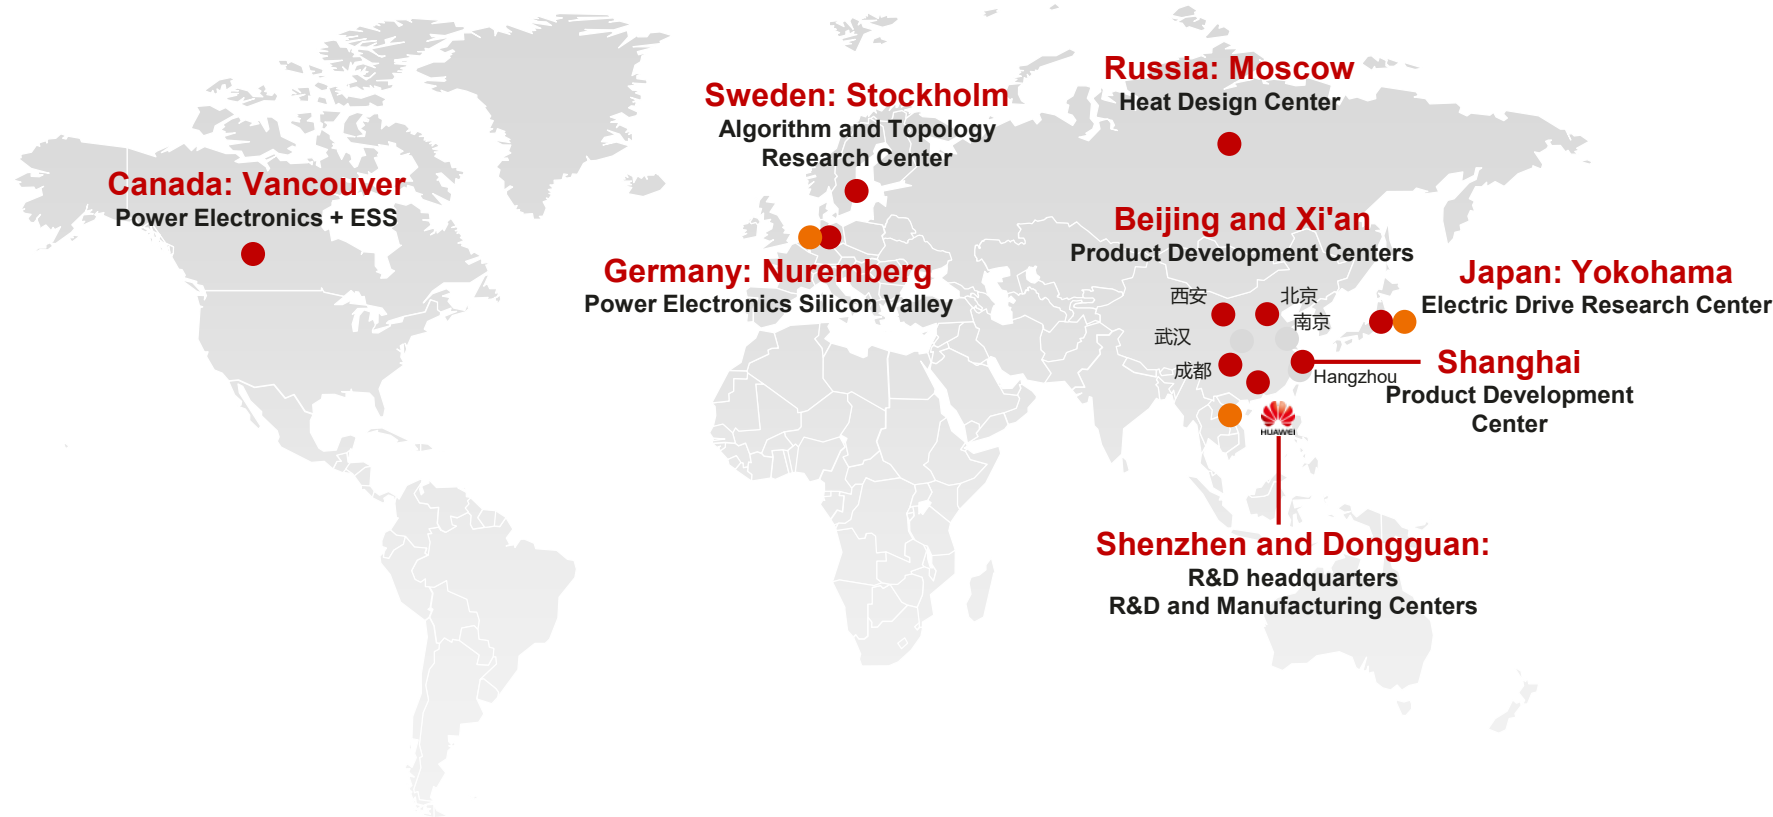 Russia: Moscow
Heat Design Center
Sweden: Stockholm
Algorithm and Topology
Research Center
Canada: Vancouver
Power Electronics + ESS
Beijing and Xi'an
Product Development Centers
Germany: Nuremberg
Power Electronics Silicon Valley
Japan: Yokohama
Electric Drive Research Center
西安
北京
南京
武汉
成都
Hangzhou
Shanghai
Product Development
Center
HUAWEI
Shenzhen and Dongguan:
R&D headquarters
R&D and Manufacturing Centers